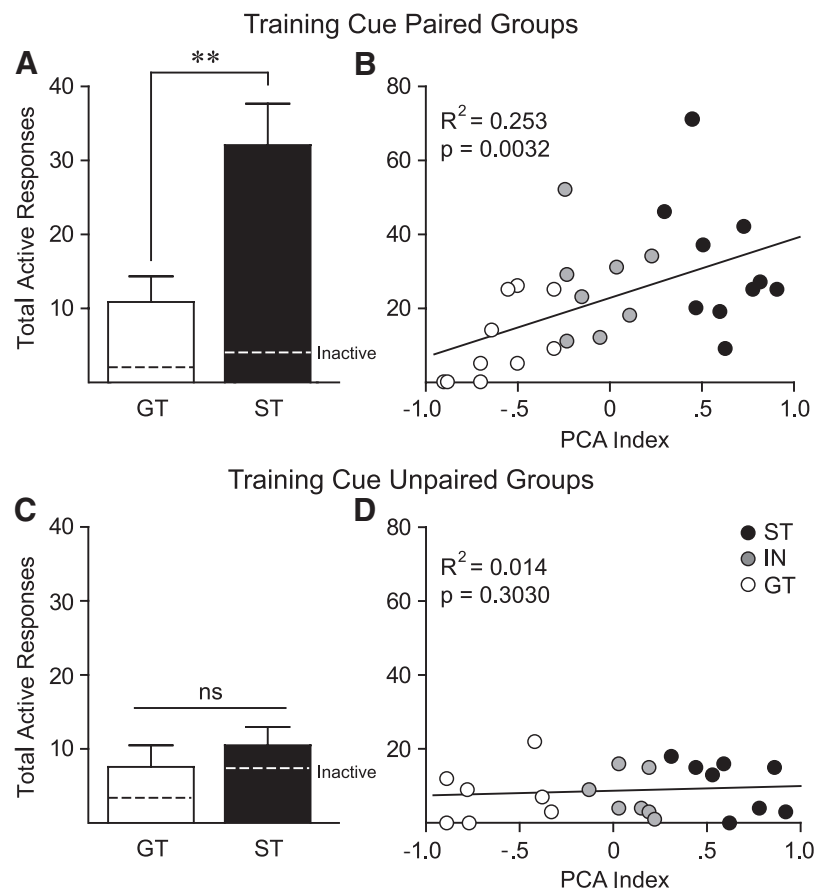 Training Cue Paired Groups
A
**
40
30
20
10
Total Active Responses
Inactive
GT
ST
B
80
60
40
20
R² = 0.253
p = 0.0032
-1.0
-.5
0
.5
1.0
PCA Index
Training Cue Unpaired Groups
C
40
30
20
10
Total Active Responses
ns
Inactive
GT
ST
D
80
60
40
20
0
R² = 0.014
p = 0.3030
ST
IN
GT
-1.0
-.5
0
.5
1.0
PCA Index